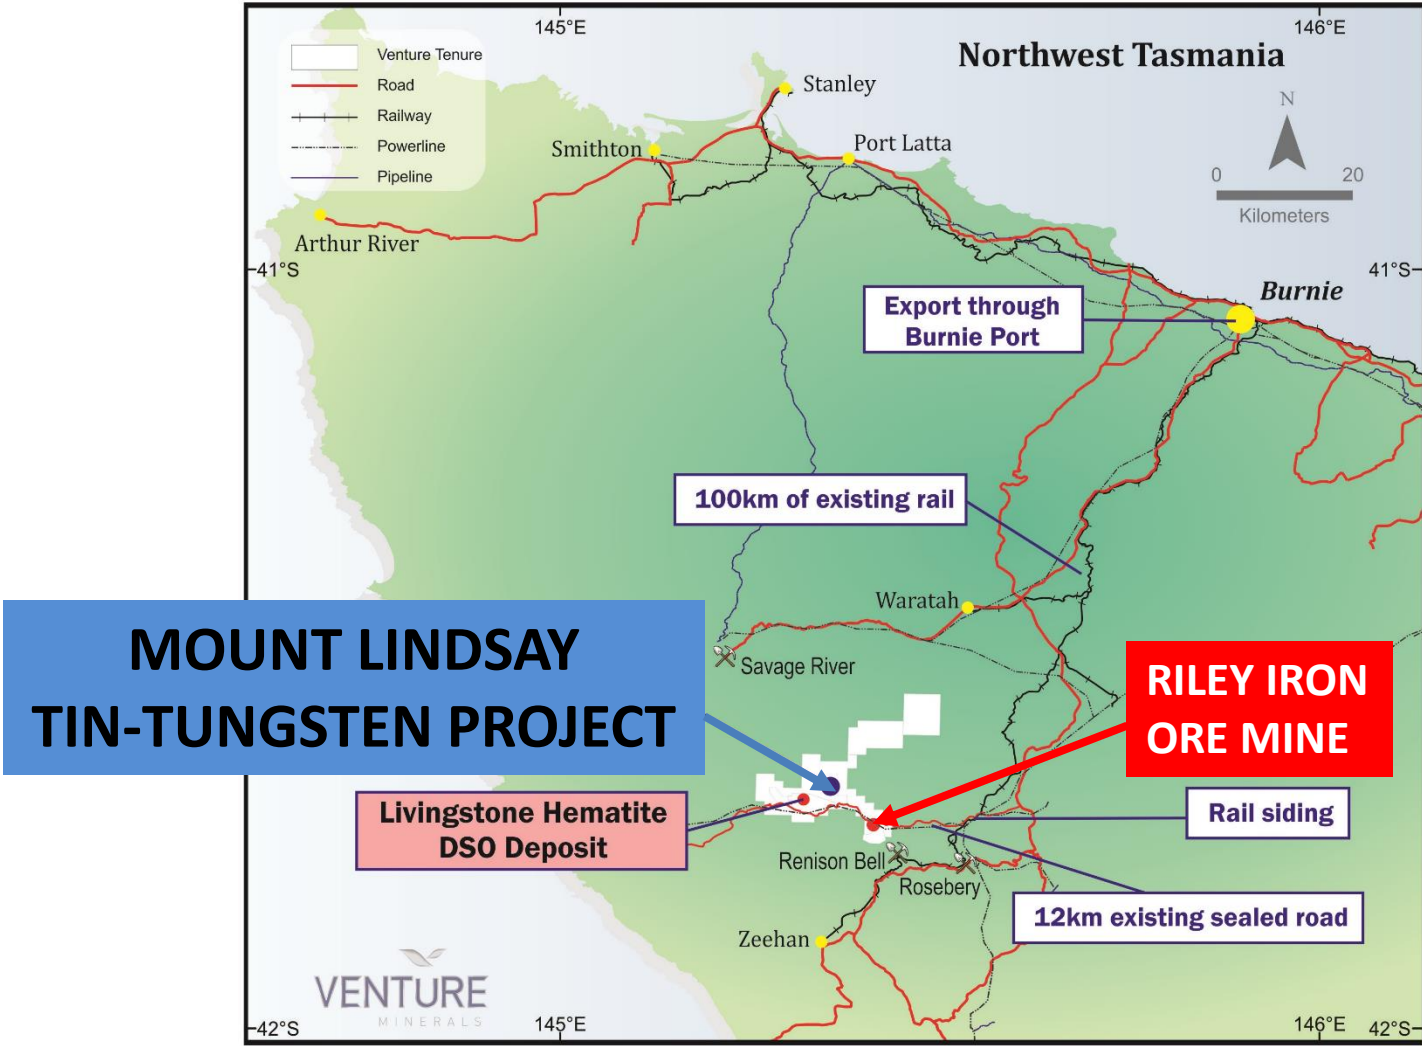 145°E
146°E
Northwest Tasmania
Venture Tenure
Road
Railway
Powerline
Pipeline
N
0 20
Kilometers
Stanley
Smithton
Port Latta
Arthur River
41°S
41°S
Burnie
Export through
Burnie Port
100km of existing rail
Waratah
Savage River
MOUNT LINDSAY
TIN-TUNGSTEN PROJECT
RILEY IRON
ORE MINE
Livingstone Hematite
DSO Deposit
Rail siding
Renison Bell
Rosebery
12km existing sealed road
Zeehan
VENTURE
MINERALS
42°S
145°E
146°E
42°S